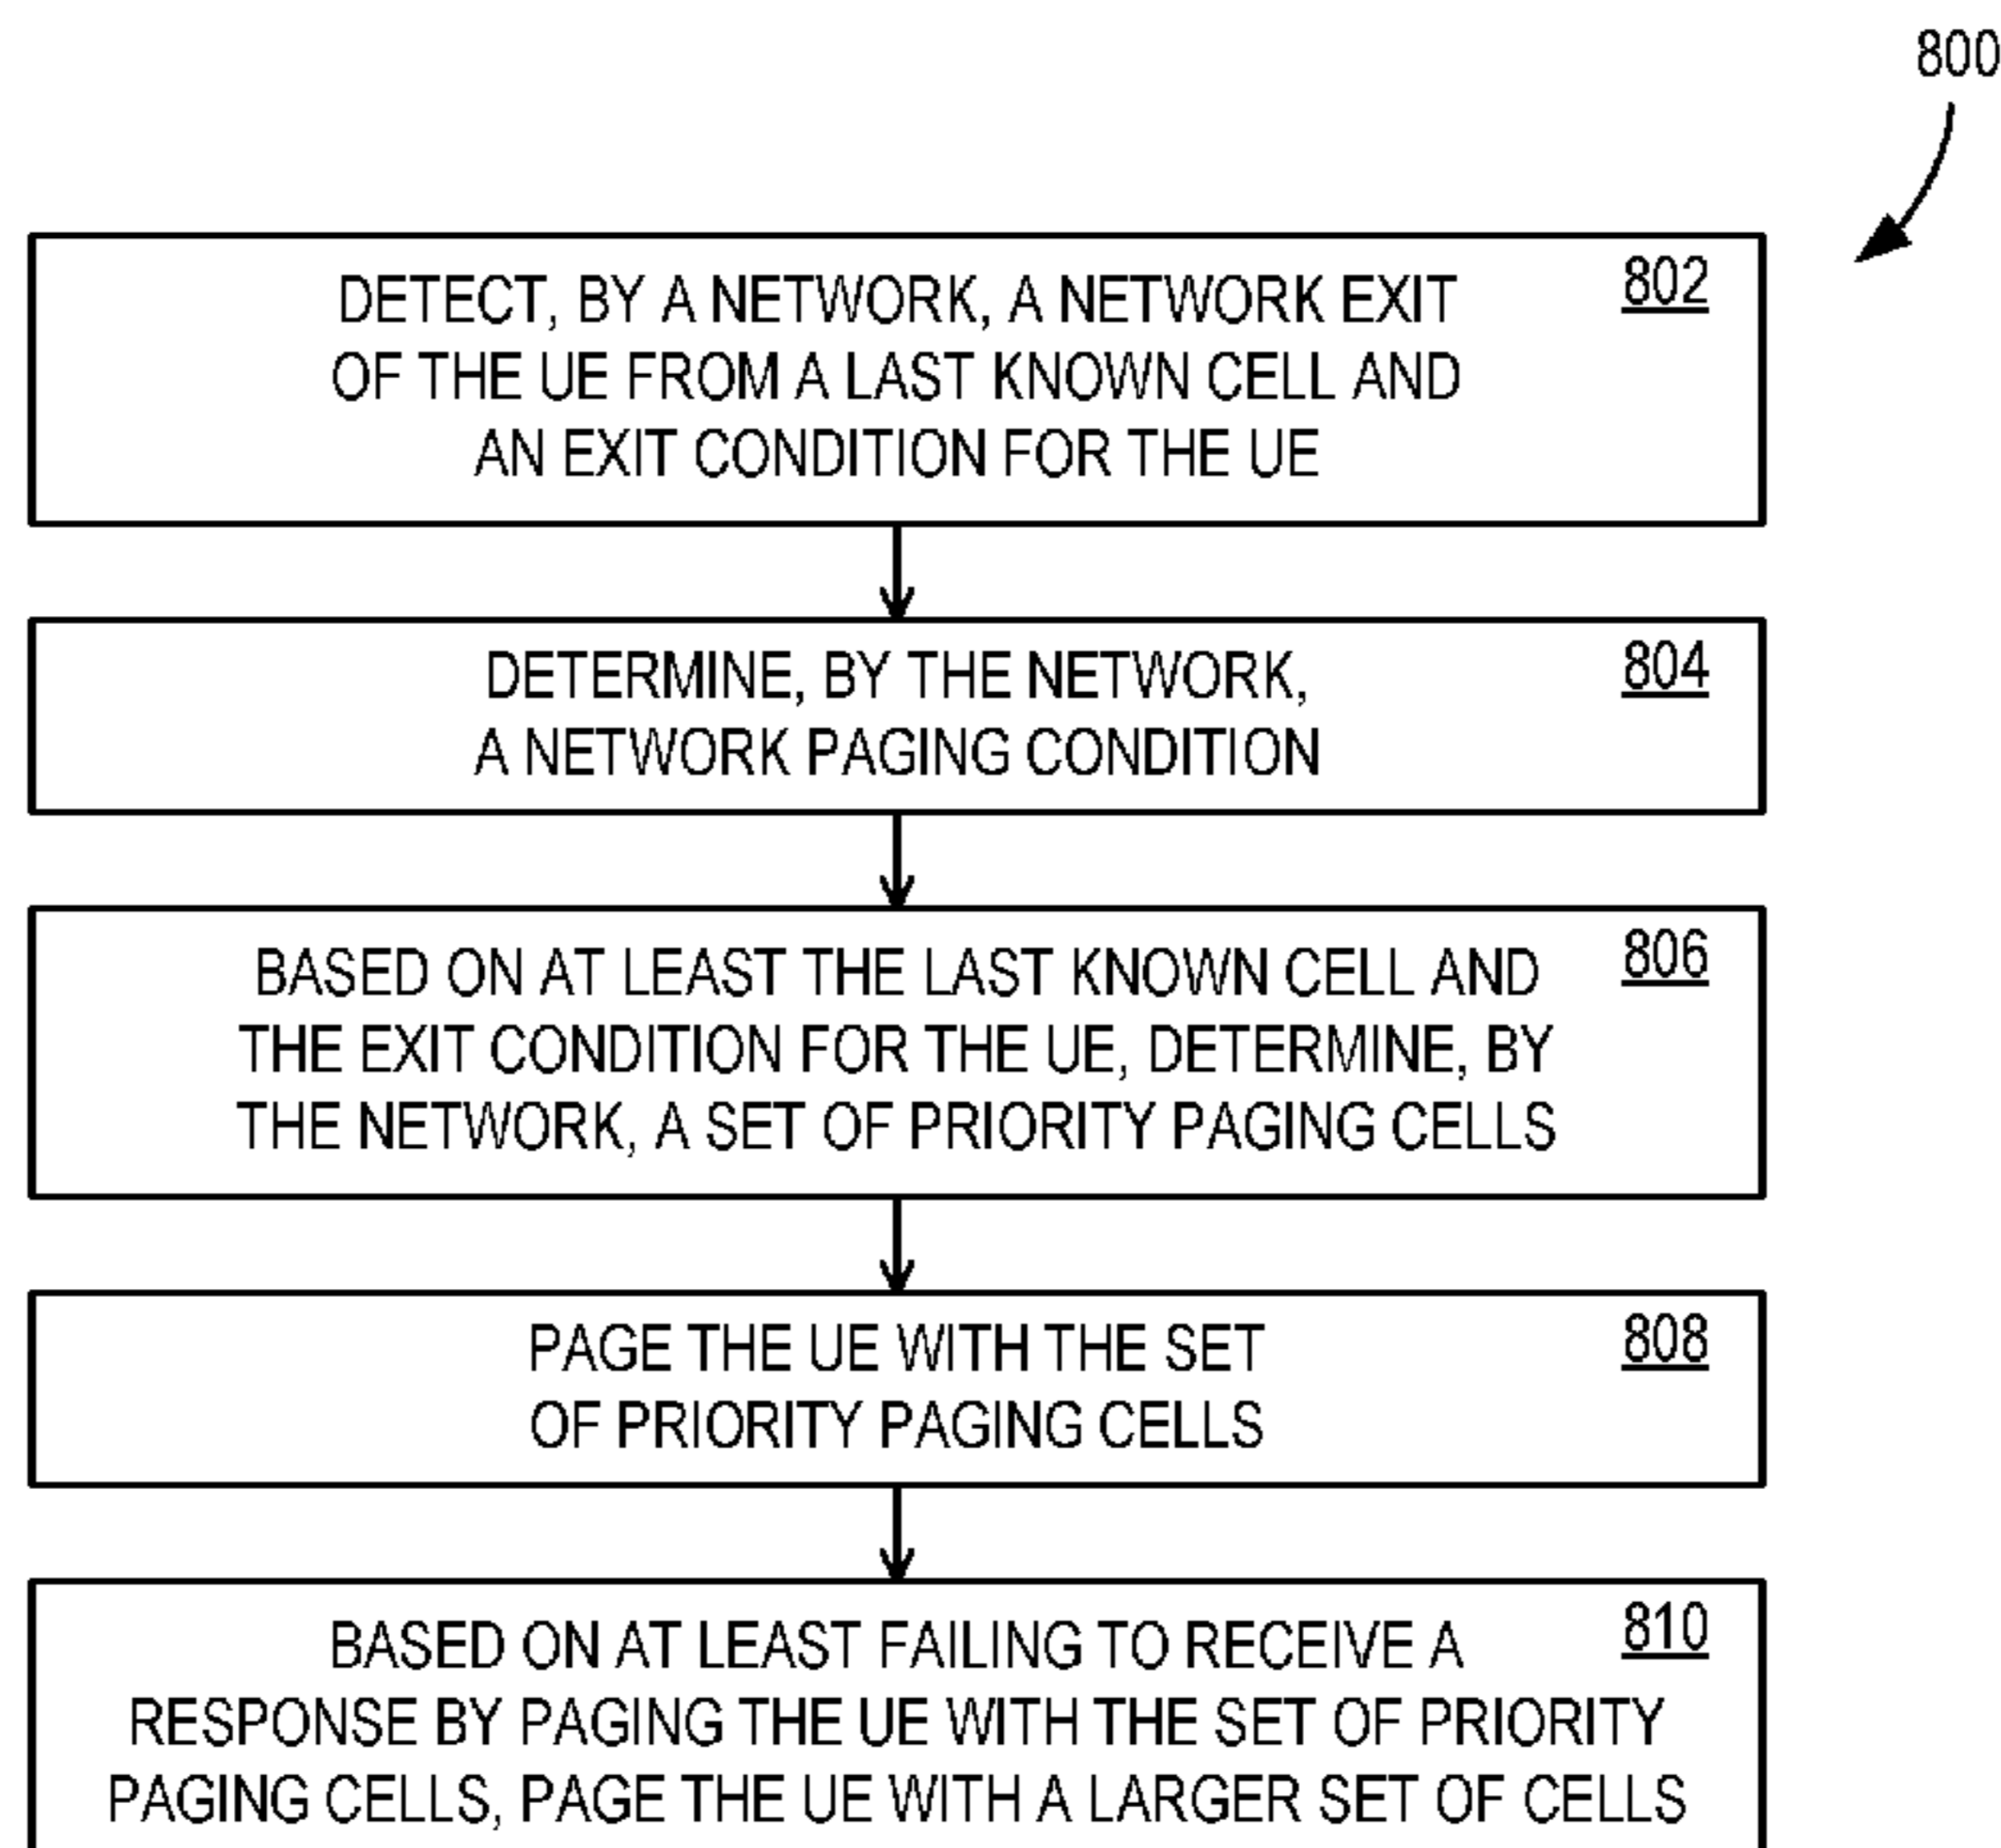 800
802
DETECT, BY A NETWORK, A NETWORK EXIT
OF THE UE FROM A LAST KNOWN CELL AND
AN EXIT CONDITION FOR THE UE
804
DETERMINE, BY THE NETWORK,
A NETWORK PAGING CONDITION
806
BASED ON AT LEAST THE LAST KNOWN CELL AND
THE EXIT CONDITION FOR THE UE, DETERMINE, BY
THE NETWORK, A SET OF PRIORITY PAGING CELLS
808
PAGE THE UE WITH THE SET
OF PRIORITY PAGING CELLS
810
BASED ON AT LEAST FAILING TO RECEIVE A
RESPONSE BY PAGING THE UE WITH THE SET OF PRIORITY
PAGING CELLS, PAGE THE UE WITH A LARGER SET OF CELLS